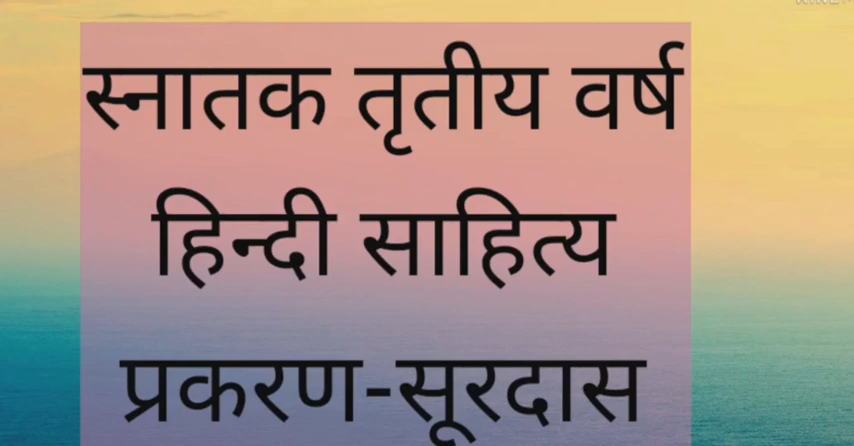 स्नातक तृतीय वर्ष
हिन्दी साहित्य
प्रकरण-सूरदास